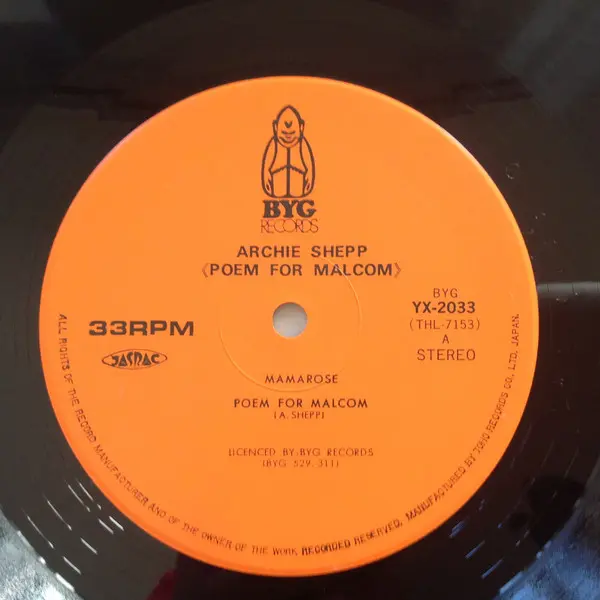 BYG
RECORDS
ARCHIE SHEPP
《POEM FOR MALCOM》
33RPM
JASRAC
BYG
YX-2033
(THL-7153)
A
STEREO
MAMAROSE
POEM FOR MALCOM
(A. SHEPP)
LICENCED BY-BYG RECORDS
(BYG 529.311)
ALL RIGHTS OF THE RECORD MANUFACTURER AND OF THE OWNER OF THE WORK RECORDED RESERVED. MANUFACTURED BY TOHO RECORDS CO., LTD, JAPAN.